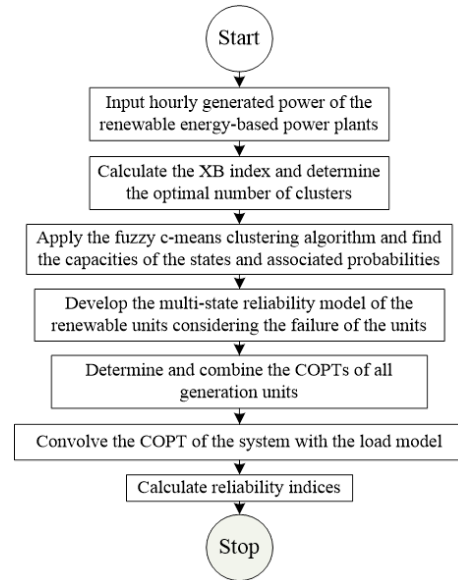 Start
Input hourly generated power of the
renewable energy-based power plants
Calculate the XB index and determine
the optimal number of clusters
Apply the fuzzy c-means clustering algorithm and find
the capacities of the states and associated probabilities
Develop the multi-state reliability model of the
renewable units considering the failure of the units
Determine and combine the COPTs of all
generation units
Convolve the COPT of the system with the load model
Calculate reliability indices
Stop